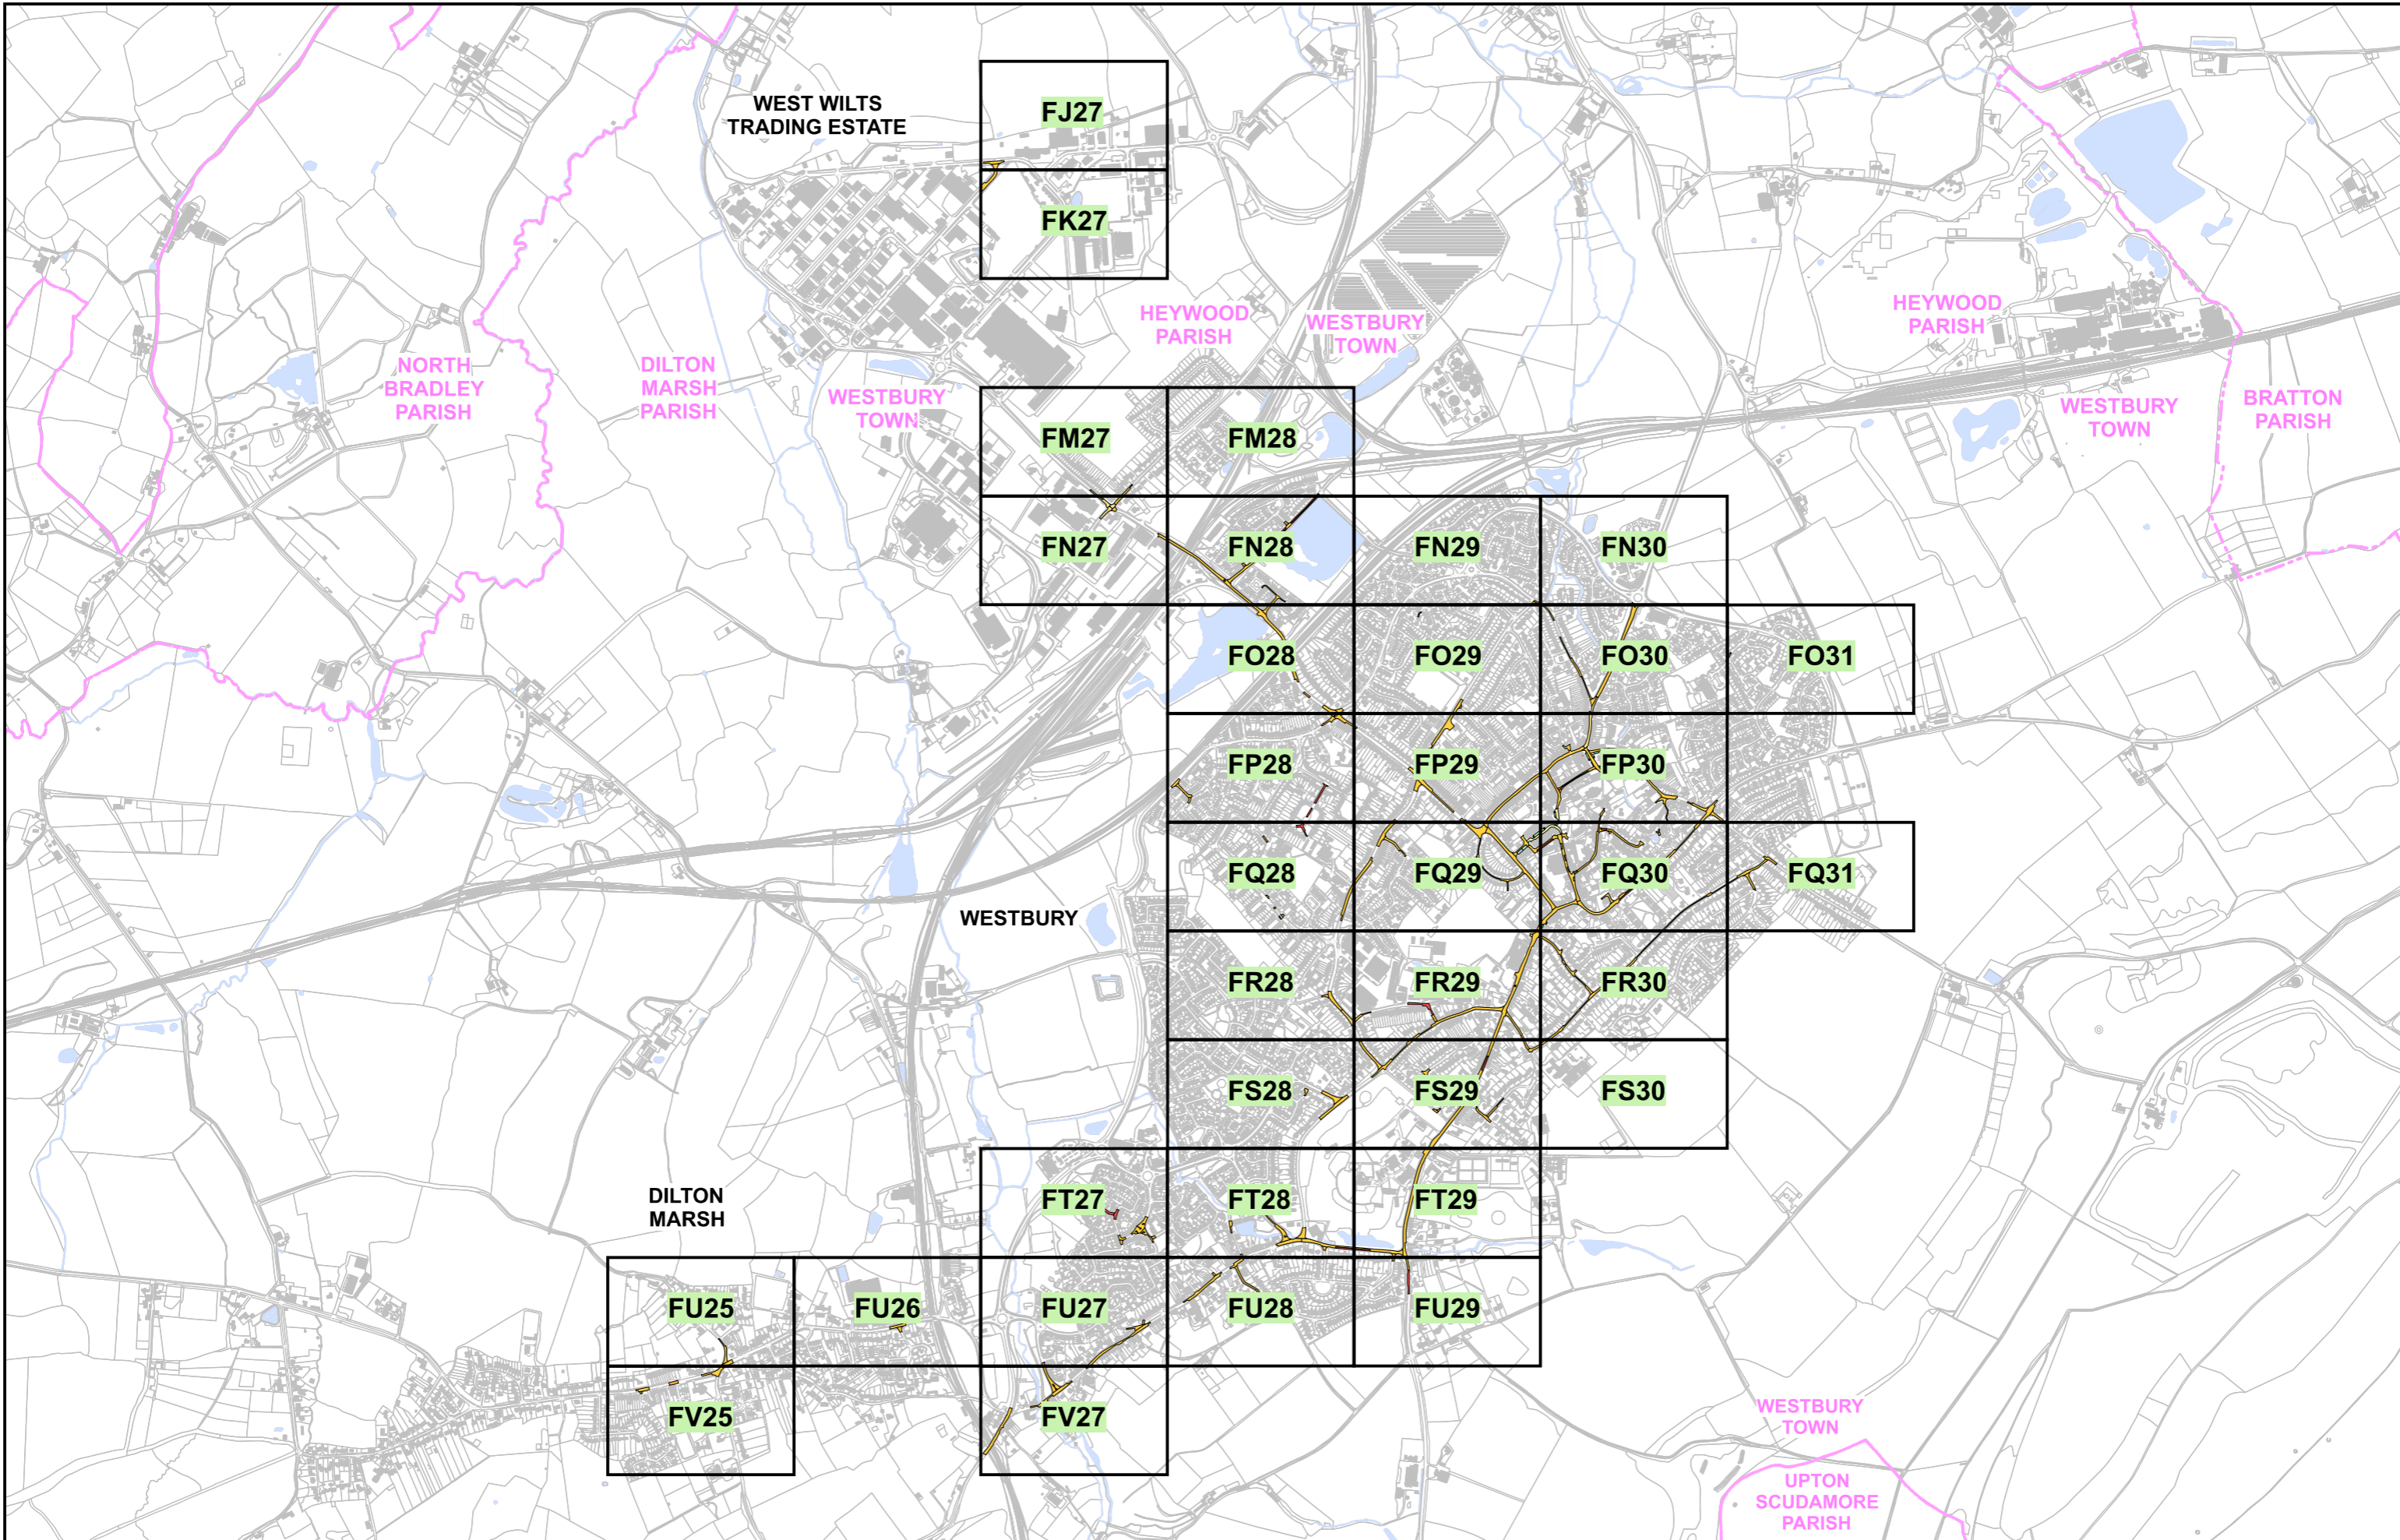 WEST WILTS
TRADING ESTATE
FJ27
FK27
HEYWOOD
PARISH
WESTBURY
TOWN
HEYWOOD
PARISH
NORTH
BRADLEY
PARISH
DILTON
MARSH
PARISH
WESTBURY
TOWN
WESTBURY
TOWN
BRATTON
PARISH
FM27
FM28
FN27
FN28
FN29
FN30
FO28
FO29
FO30
FO31
FP28
FP29
FP30
FQ28
FQ29
FQ30
FQ31
WESTBURY
FR28
FR29
FR30
FS28
FS29
FS30
DILTON
MARSH
FT27
FT28
FT29
FU25
FU26
FU27
FU28
FU29
FV25
FV27
WESTBURY
TOWN
UPTON
SCUDAMORE
PARISH